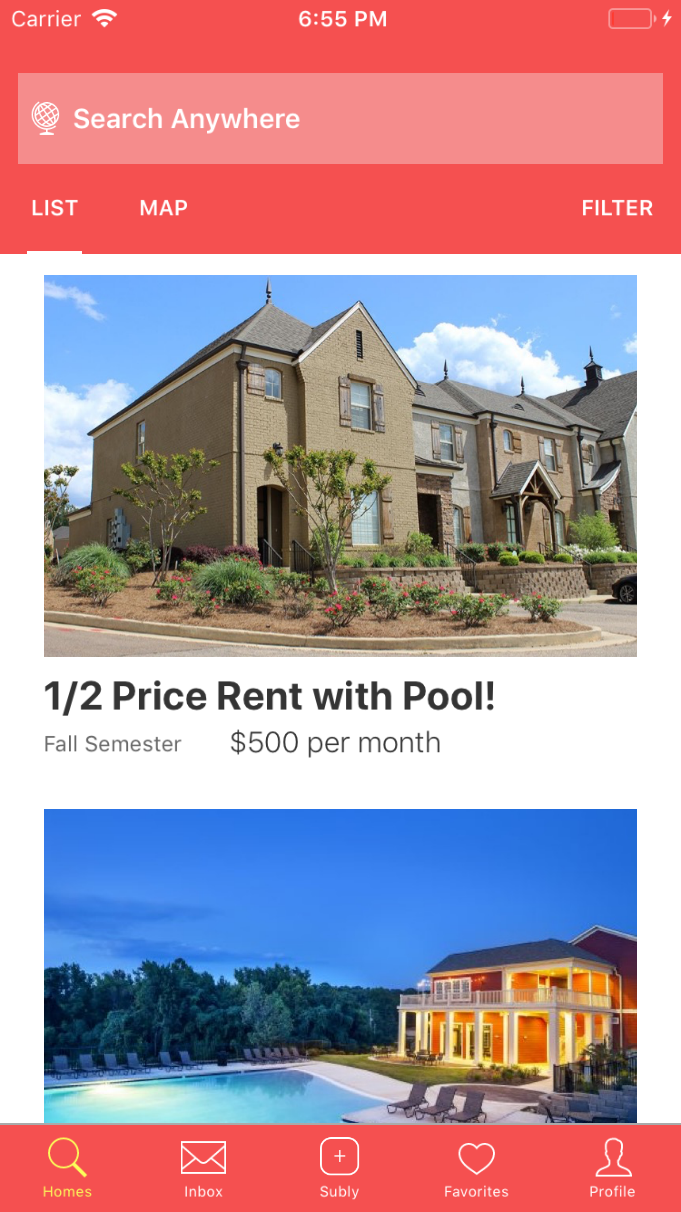 Carrier 6:55 PM
Search Anywhere
LIST MAP FILTER
1/2 Price Rent with Pool!
Fall Semester $500 per month
Homes Inbox Subly Favorites Profile